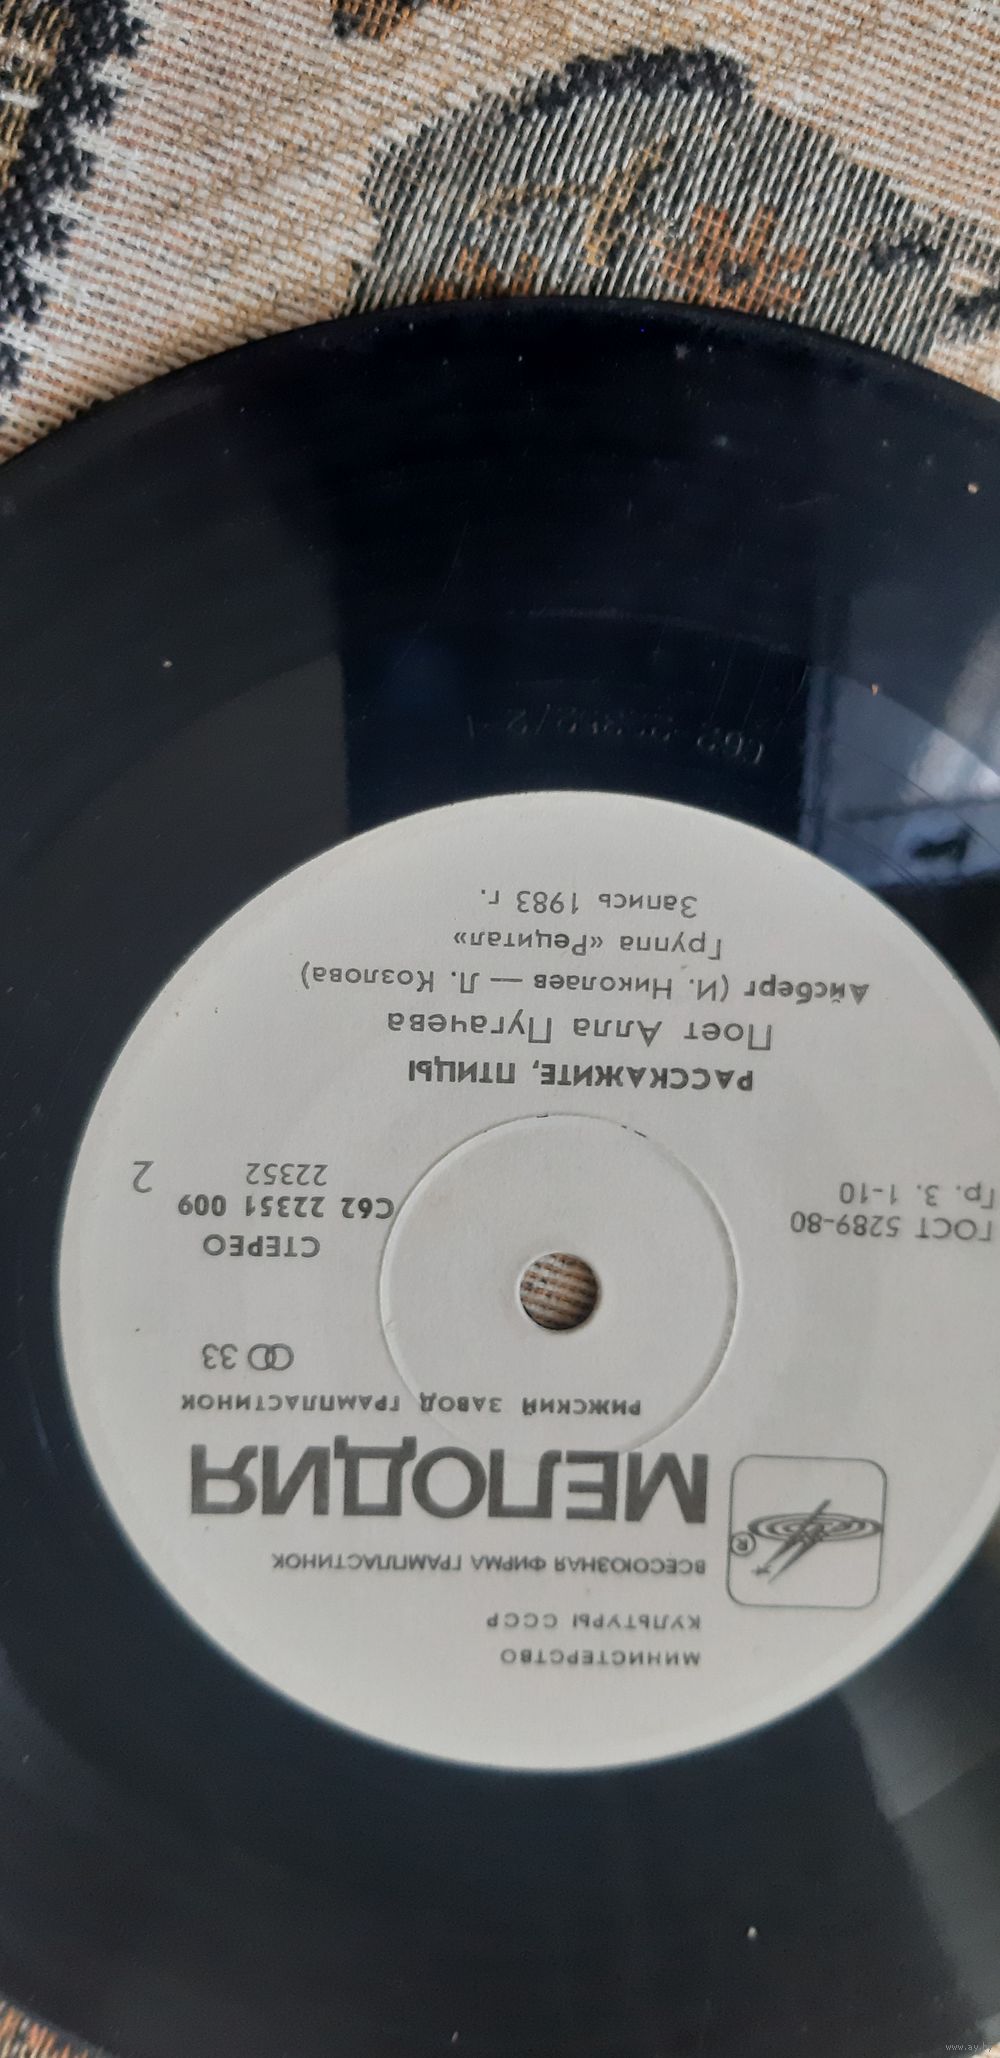 МИНИСТЕРСТВО
КУЛЬТУРЫ СССР
ВСЕСОЮЗНАЯ ФИРМА ГРАМПЛАСТИНОК
®
МЕЛОДИЯ
РИЖСКИЙ ЗАВОД ГРАМПЛАСТИНОК
33
ГОСТ 5289-80
Гр. 3. 1-10
СТЕРЕО
С62 22351 009
22352
2
РАССКАЖИТЕ, ПТИЦЫ
Поет Алла Пугачева
Айсберг (И. Николаев — Л. Козлова)
Группа «Рецитал»
Запись 1983 г.